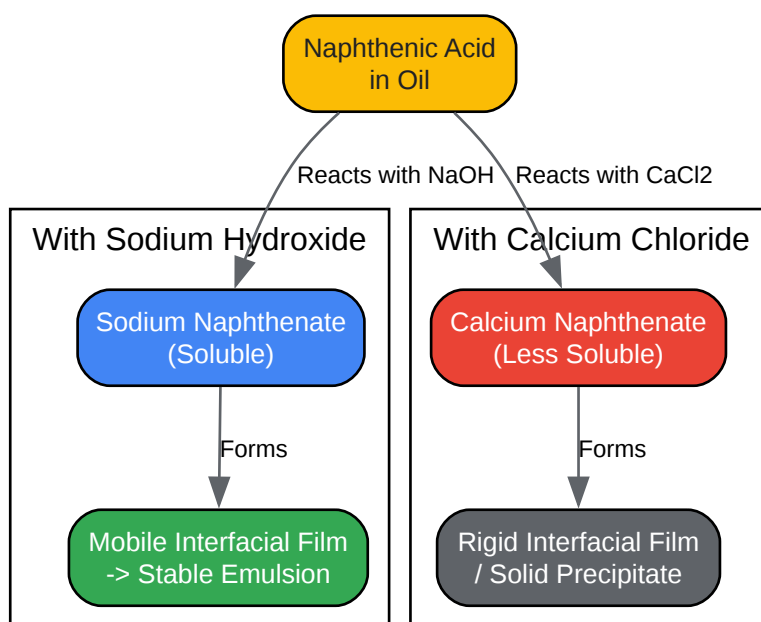 Naphthenic Acid
in Oil
Reacts with NaOH
Reacts with CaCl2
With Sodium Hydroxide
With Calcium Chloride
Sodium Naphthenate
(Soluble)
Calcium Naphthenate
(Less Soluble)
Forms
Forms
Mobile Interfacial Film
-> Stable Emulsion
Rigid Interfacial Film
/ Solid Precipitate